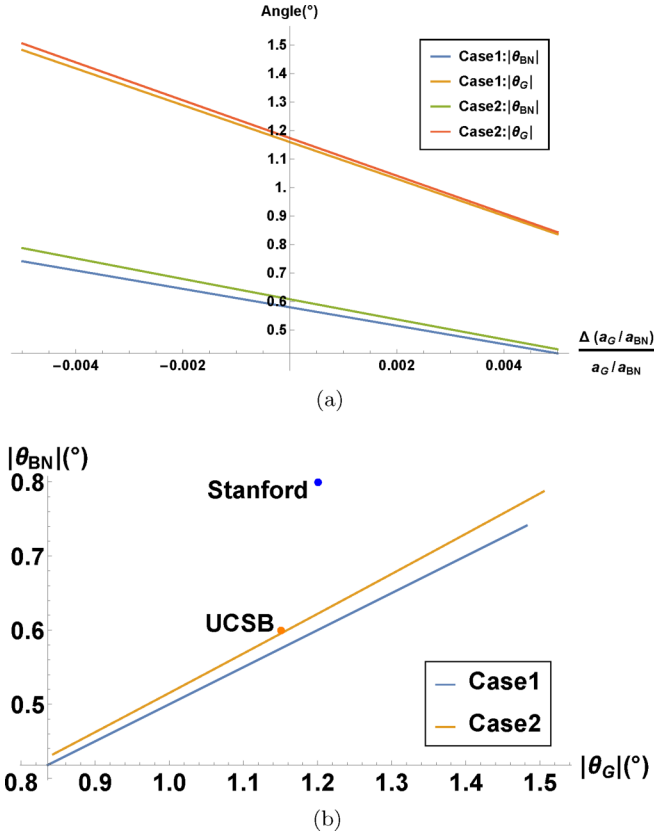 Angle(°)
1.5
1.4
1.3
1.2
1.1
1.
0.9
0.8
0.7
0.6
0.5
Case1:|θBN|
Case1:|θG|
Case2:|θBN|
Case2:|θG|
−0.004 −0.002 0.002 0.004
Δ (aG / aBN)
aG / aBN
(a)
|θBN|(°)
0.8
0.7
0.6
0.5
Stanford
UCSB
Case1
Case2
0.8 0.9 1.0 1.1 1.2 1.3 1.4 1.5
|θG|(°)
(b)